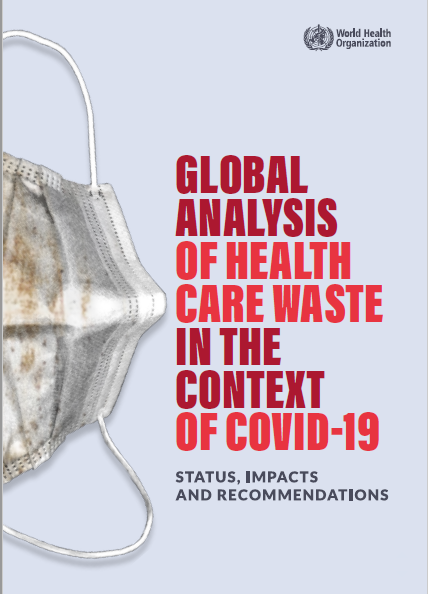 World Health
Organization
GLOBAL
ANALYSIS
OF HEALTH
CARE WASTE
IN THE
CONTEXT
OF COVID-19
STATUS, IMPACTS
AND RECOMMENDATIONS